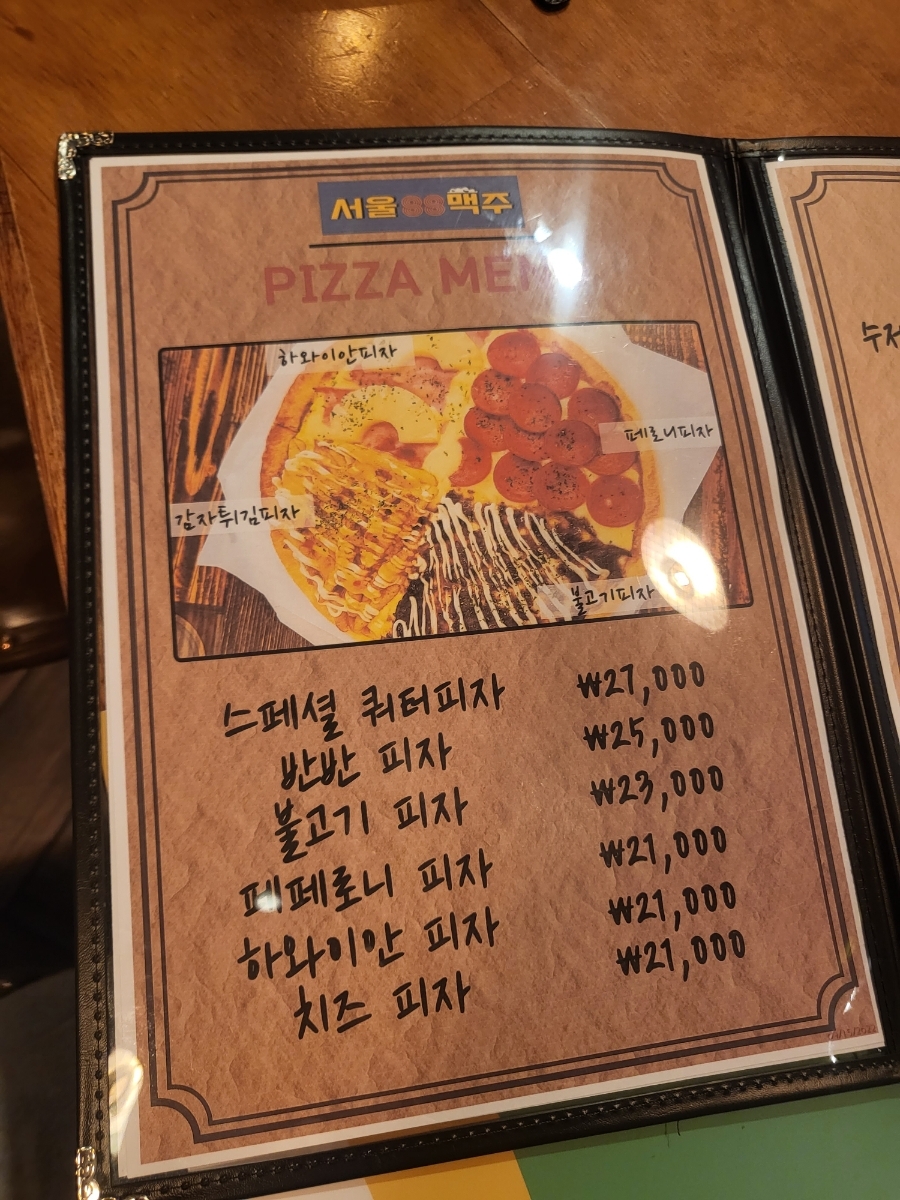 서울88맥주
PIZZA
하와이안피자
페로니피자
감자튀김피자
불고기피자
스페셜 쿼터피자 ₩27,000
반반 피자 ₩25,000
불고기 피자 ₩23,000
페페로니 피자 ₩21,000
하와이안 피자 ₩21,000
치즈 피자 ₩21,000